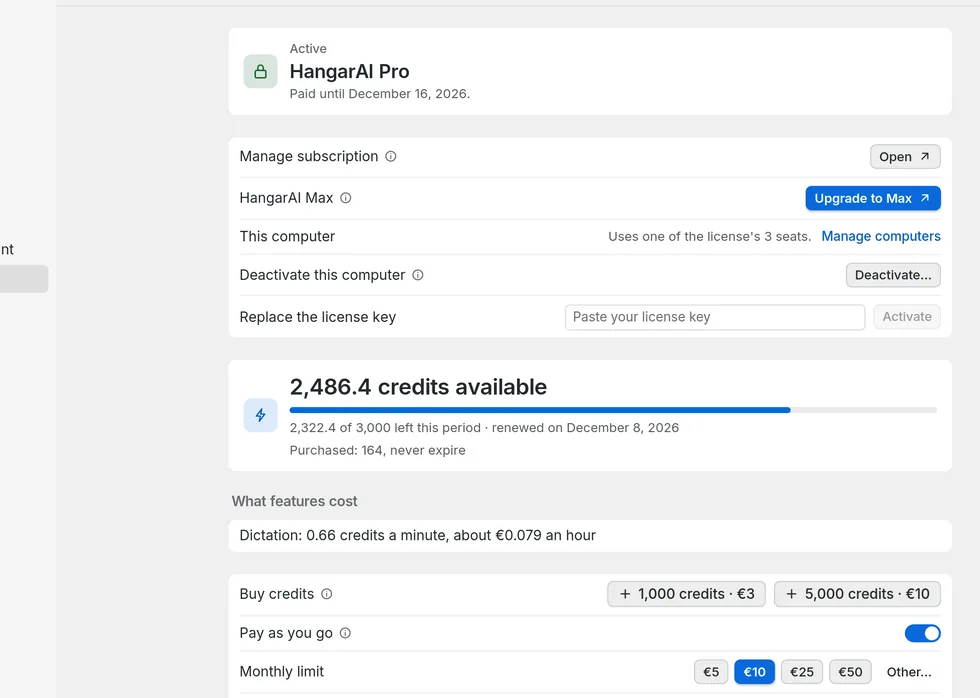 Active
HangarAI Pro
Paid until December 16, 2026.
Manage subscription
Open
HangarAI Max
Upgrade to Max
nt
This computer
Uses one of the license's 3 seats. Manage computers
Deactivate this computer
Deactivate...
Replace the license key
Paste your license key
Activate
2,486.4 credits available
2,322.4 of 3,000 left this period · renewed on December 8, 2026
Purchased: 164, never expire
What features cost
Dictation: 0.66 credits a minute, about €0.079 an hour
Buy credits
+ 1,000 credits · €3
+ 5,000 credits · €10
Pay as you go
Monthly limit
€5
€10
€25
€50
Other...